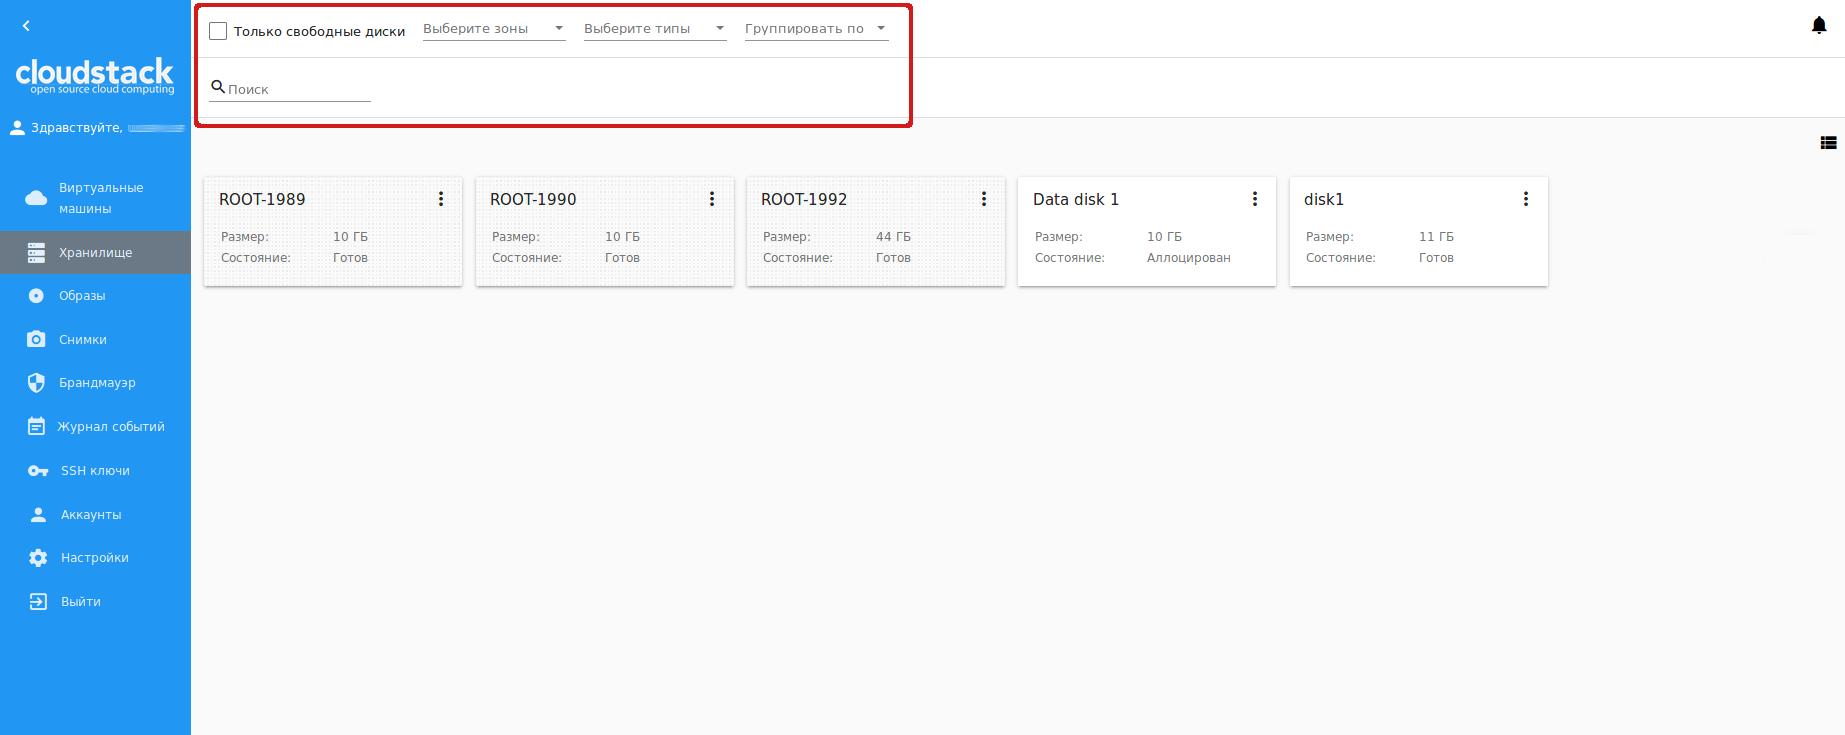 cloudstack
open source cloud computing
Здравствуйте,
Виртуальные
машины
Хранилище
Образы
Снимки
Брандмауэр
Журнал событий
SSH ключи
Аккаунты
Настройки
Выйти
Только свободные диски Выберите зоны Выберите типы Группировать по
Поиск
ROOT-1989
Размер: 10 ГБ
Состояние: Готов
ROOT-1990
Размер: 10 ГБ
Состояние: Готов
ROOT-1992
Размер: 44 ГБ
Состояние: Готов
Data disk 1
Размер: 10 ГБ
Состояние: Аллоцирован
disk1
Размер: 11 ГБ
Состояние: Готов